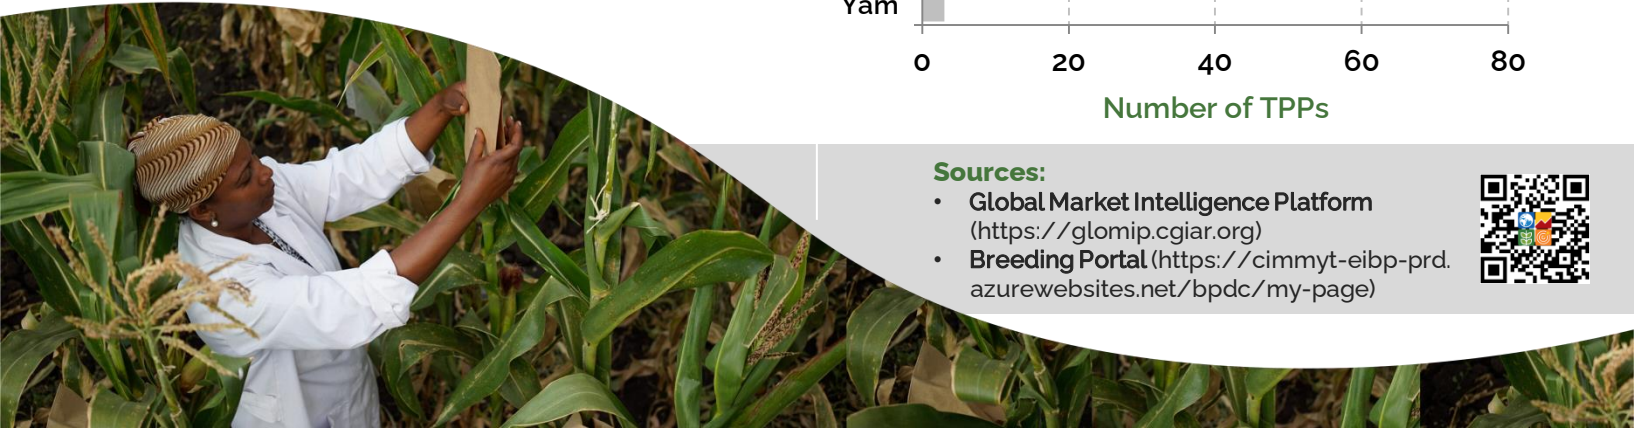 Yam
0 20 40 60 80
Number of TPPs
Sources:
• Global Market Intelligence Platform
(https://glomip.cgiar.org)
• Breeding Portal (https://cimmyt-eibp-prd.
azurewebsites.net/bpdc/my-page)